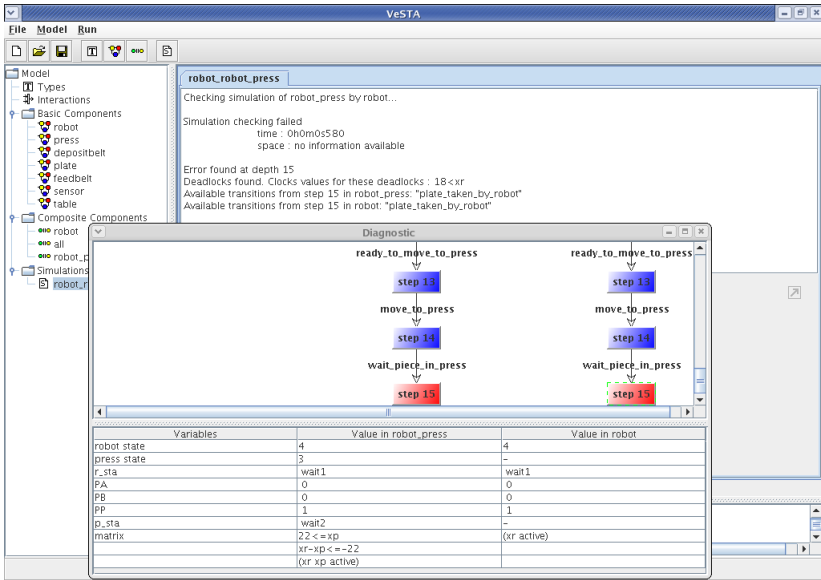 VeSTA
File Model Run
Model
Types
Interactions
Basic Components
robot
press
depositbelt
plate
feedbelt
sensor
table
Composite Components
robot
all
robot_p
Simulations
robot_r
robot_robot_press
Checking simulation of robot_press by robot...
Simulation checking failed
time : 0h0m0s580
space : no information available
Error found at depth 15
Deadlocks found. Clocks values for these deadlocks : 18<xr
Available transitions from step 15 in robot_press: "plate_taken_by_robot"
Available transitions from step 15 in robot: "plate_taken_by_robot"
Diagnostic
ready_to_move_to_press ready_to_move_to_press
step 13 step 13
move_to_press move_to_press
step 14 step 14
wait_piece_in_press wait_piece_in_press
step 15 step 15
Variables Value in robot_press Value in robot
robot state 4 4
press state 3 –
r_sta wait1 wait1
PA 0 0
PB 0 0
PP 1 1
p_sta wait2 –
matrix 22<=xp (xr active)
xr-xp<=-22
(xr xp active)